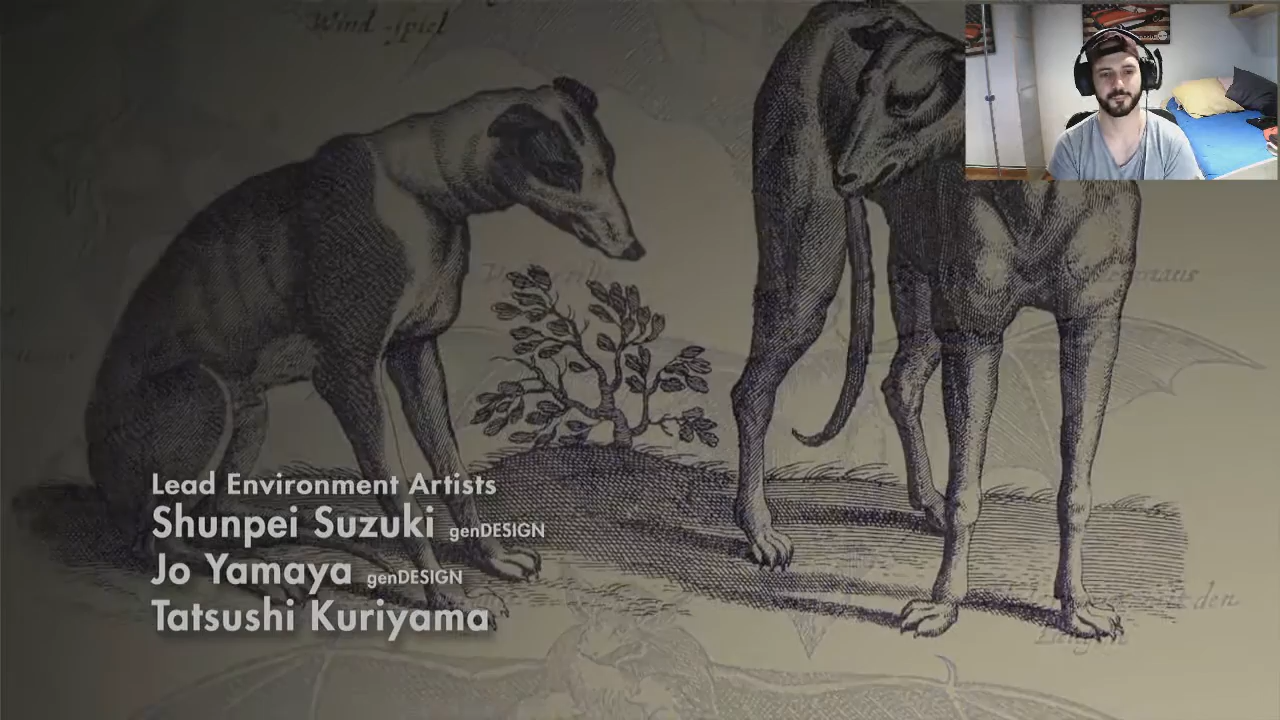 Wind-spiel
Lead Environment Artists
Shunpei Suzuki genDESIGN
Jo Yamaya genDESIGN
Tatsushi Kuriyama